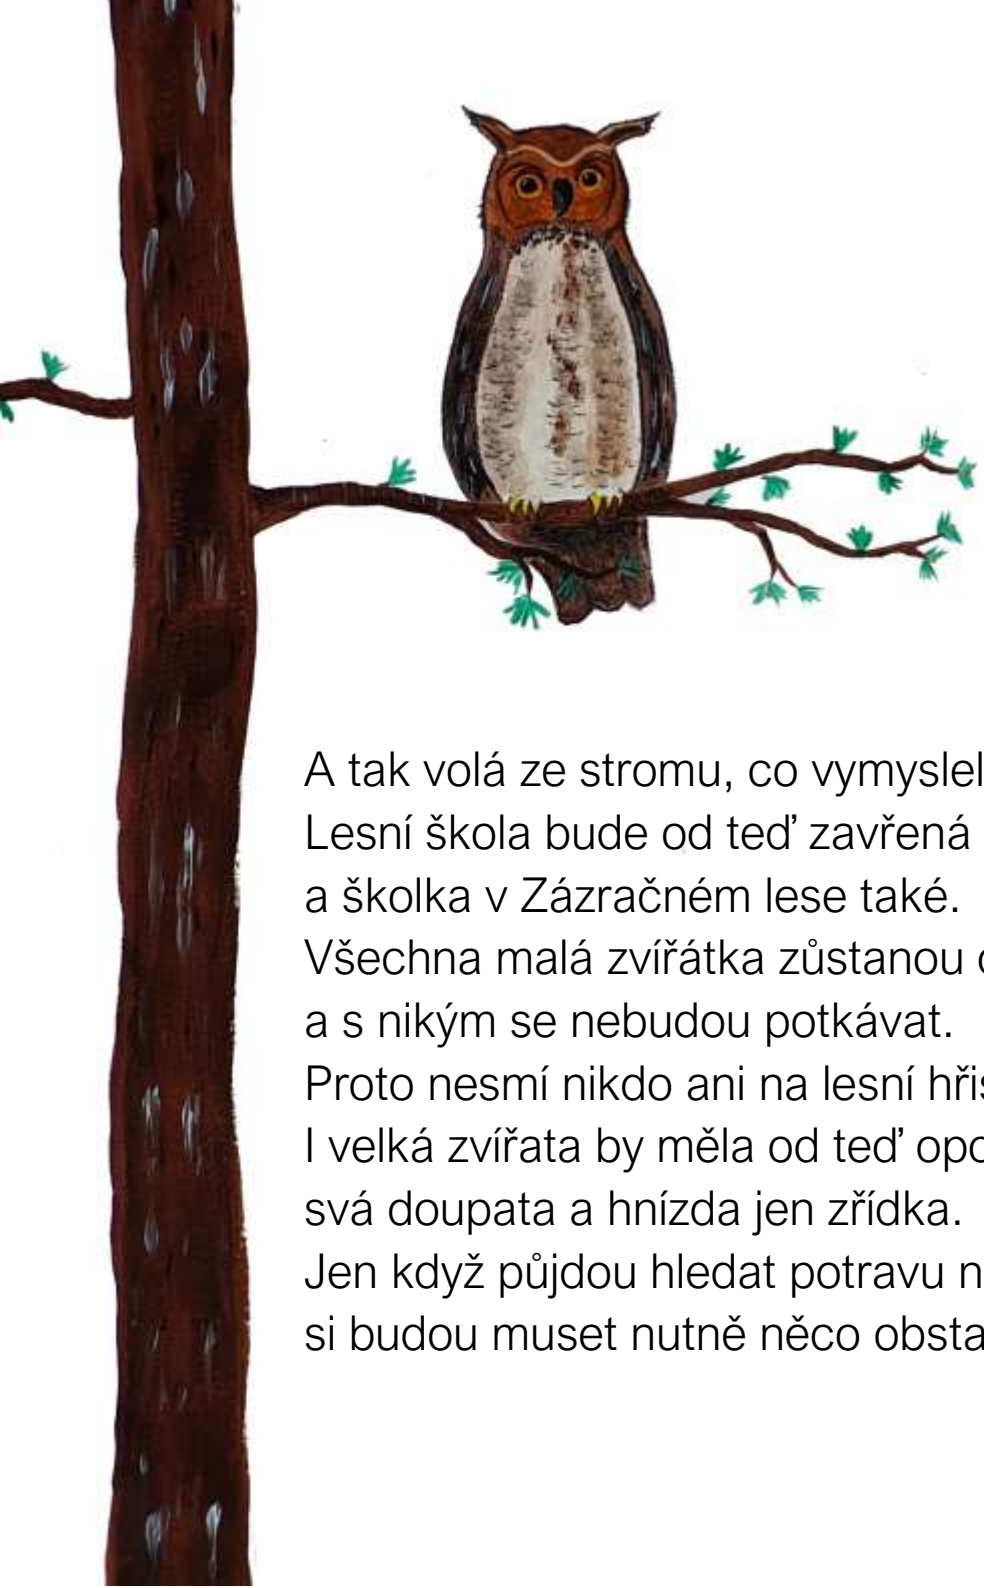 A tak volá ze stromu, co vymyslel
Lesní škola bude od teď zavřená
a školka v Zázračném lese také.
Všechna malá zvířátka zůstanou
a s nikým se nebudou potkávat.
Proto nesmí nikdo ani na lesní
I velká zvířata by měla od teď
svá doupata a hnízda jen zřídka.
Jen když půjdou hledat potravu
si budou muset nutně něco